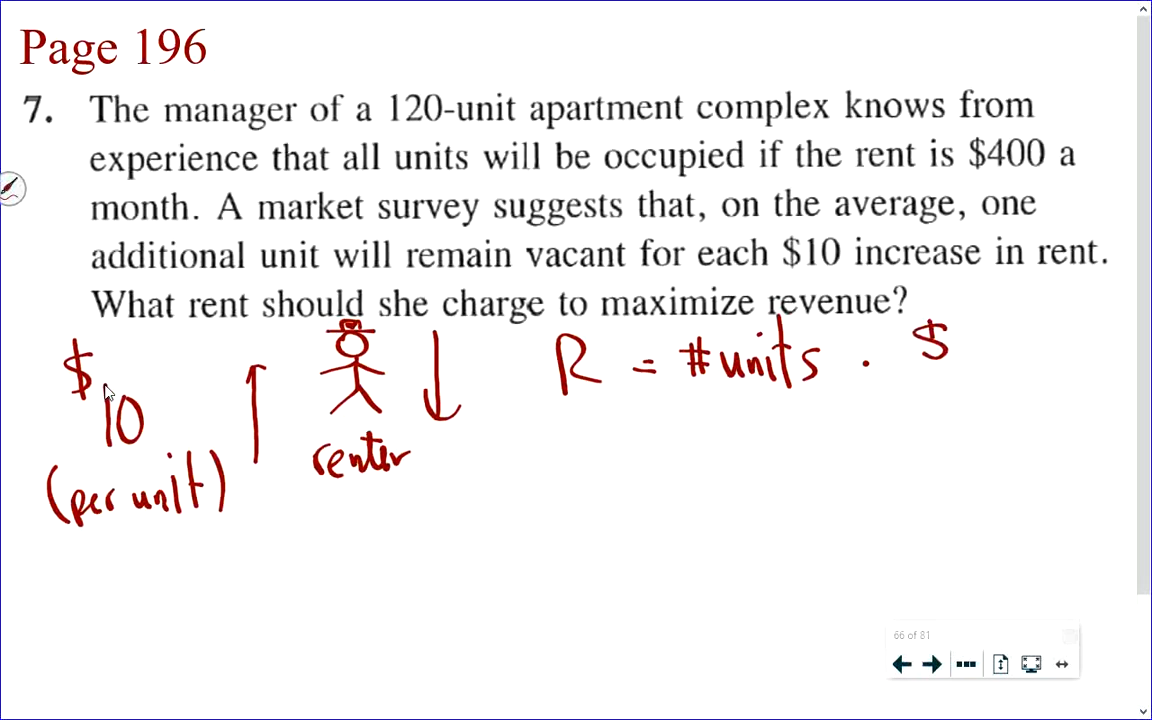 Page 196
7. The manager of a 120-unit apartment complex knows from
experience that all units will be occupied if the rent is $400 a
month. A market survey suggests that, on the average, one
additional unit will remain vacant for each $10 increase in rent.
What rent should she charge to maximize revenue?
R = #units . $
$10
(per unit)
renter
66 of 81